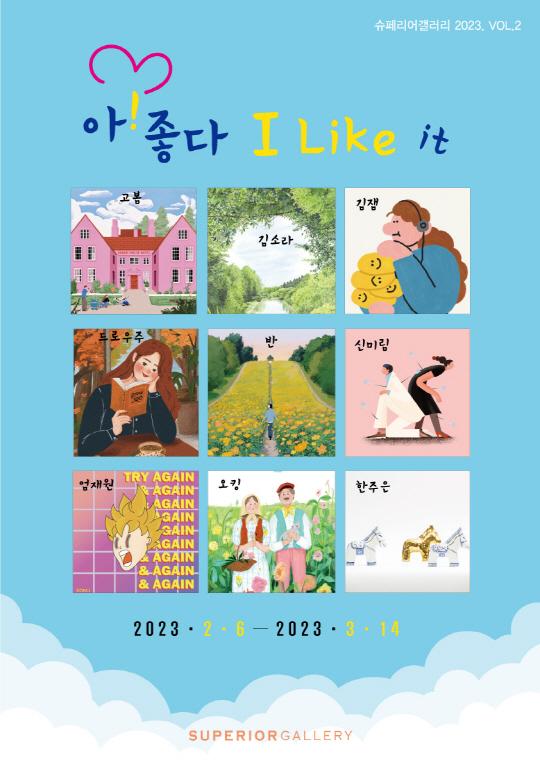 슈페리어갤러리 2023. VOL.2
아!좋다 I Like it
고봄
김소라
김잼
드로우주
반
신미림
엄재원
TRY AGAIN
& AGAIN
& AGAIN
& AGAIN
& AGAIN
& AGAIN
& AGAIN
& AGAIN
& AGAIN
오킹
한주은
2023 · 2 · 6 — 2023 · 3 · 14
SUPERIORGALLERY